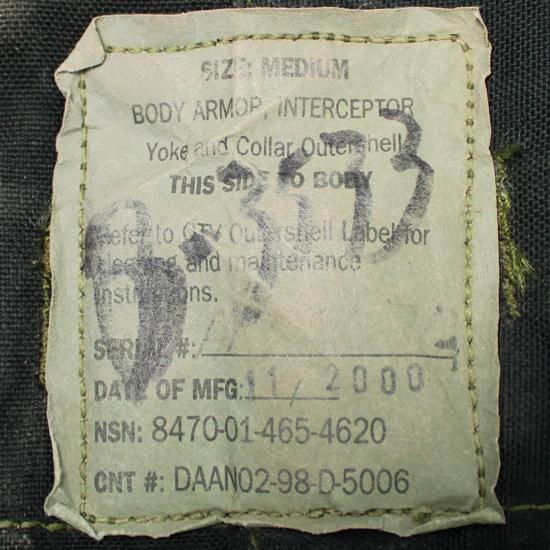 SIZE: MEDIUM
BODY ARMOR, INTERCEPTOR
Yoke and Collar Outershell
THIS SIDE TO BODY
Refer to OTV Outershell Label for
cleaning and maintenance
instructions.
SERIAL #:
DATE OF MFG: 11/2000
NSN: 8470-01-465-4620
CNT #: DAAN02-98-D-5006